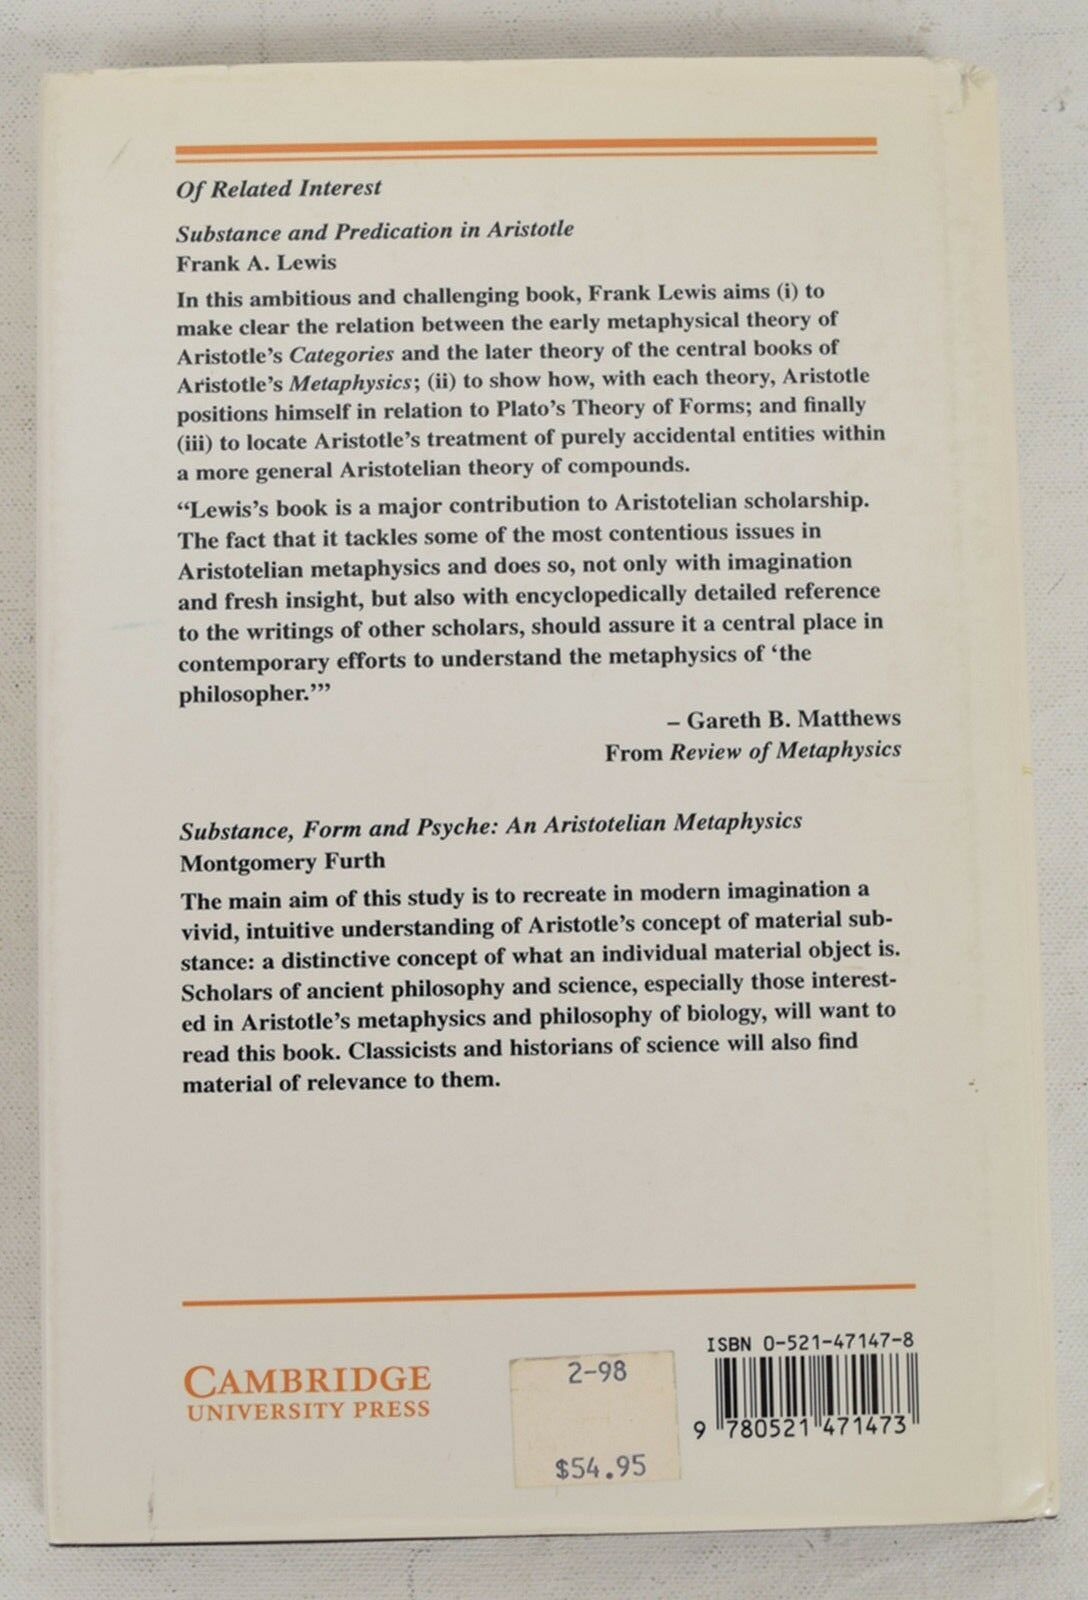 Of Related Interest
Substance and Predication in Aristotle
Frank A. Lewis
In this ambitious and challenging book, Frank Lewis aims (i) to
make clear the relation between the early metaphysical theory of
Aristotle's Categories and the later theory of the central books of
Aristotle's Metaphysics; (ii) to show how, with each theory, Aristotle
positions himself in relation to Plato's Theory of Forms; and finally
(iii) to locate Aristotle's treatment of purely accidental entities within
a more general Aristotelian theory of compounds.
“Lewis's book is a major contribution to Aristotelian scholarship.
The fact that it tackles some of the most contentious issues in
Aristotelian metaphysics and does so, not only with imagination
and fresh insight, but also with encyclopedically detailed reference
to the writings of other scholars, should assure it a central place in
contemporary efforts to understand the metaphysics of ‘the
philosopher.’”
– Gareth B. Matthews
From Review of Metaphysics
Substance, Form and Psyche: An Aristotelian Metaphysics
Montgomery Furth
The main aim of this study is to recreate in modern imagination a
vivid, intuitive understanding of Aristotle's concept of material sub-
stance: a distinctive concept of what an individual material object is.
Scholars of ancient philosophy and science, especially those interest-
ed in Aristotle's metaphysics and philosophy of biology, will want to
read this book. Classicists and historians of science will also find
material of relevance to them.
CAMBRIDGE
UNIVERSITY PRESS
2-98
$54.95
ISBN 0-521-47147-8
9 780521 471473